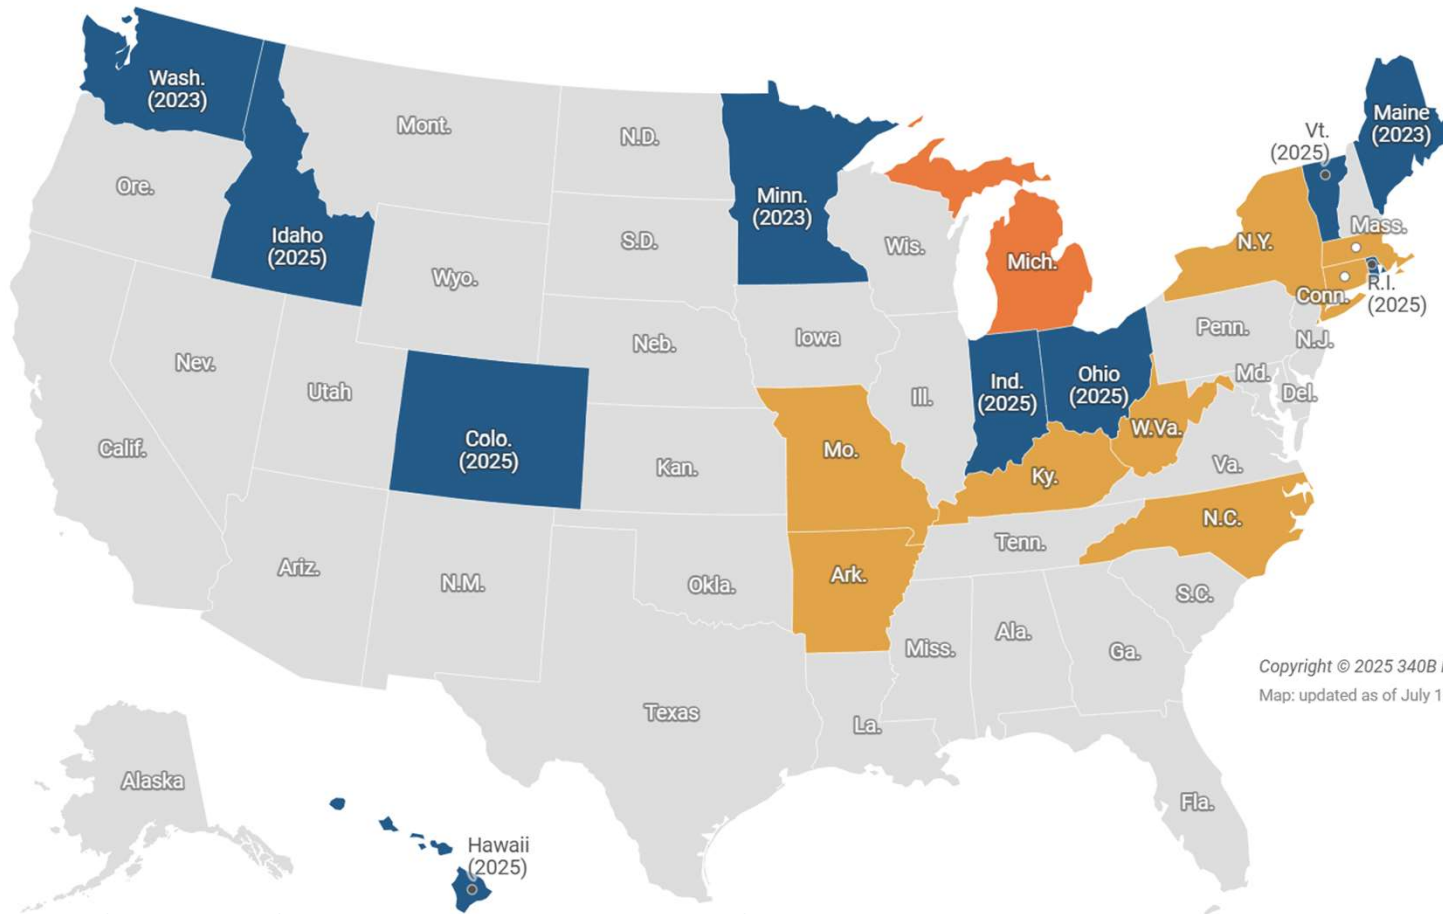 Wash.
(2023)
Mont.
N.D.
Minn.
(2023)
Vt.
(2025)
Maine
(2023)
Ore.
Idaho
(2025)
S.D.
Wis.
Mich.
N.Y.
Mass.
Wyo.
Conn.
R.I.
(2025)
Iowa
Neb.
Penn.
N.J.
Nev.
Utah
Ill.
Ind.
(2025)
Ohio
(2025)
Md.
Del.
Calif.
Colo.
(2025)
Kan.
Mo.
Ky.
W.Va.
Va.
Ariz.
N.M.
Okla.
Ark.
Tenn.
N.C.
S.C.
Miss.
Ala.
Ga.
Texas
La.
Copyright © 2025 340B
Map: updated as of July 1
Alaska
Hawaii
(2025)
Fla.